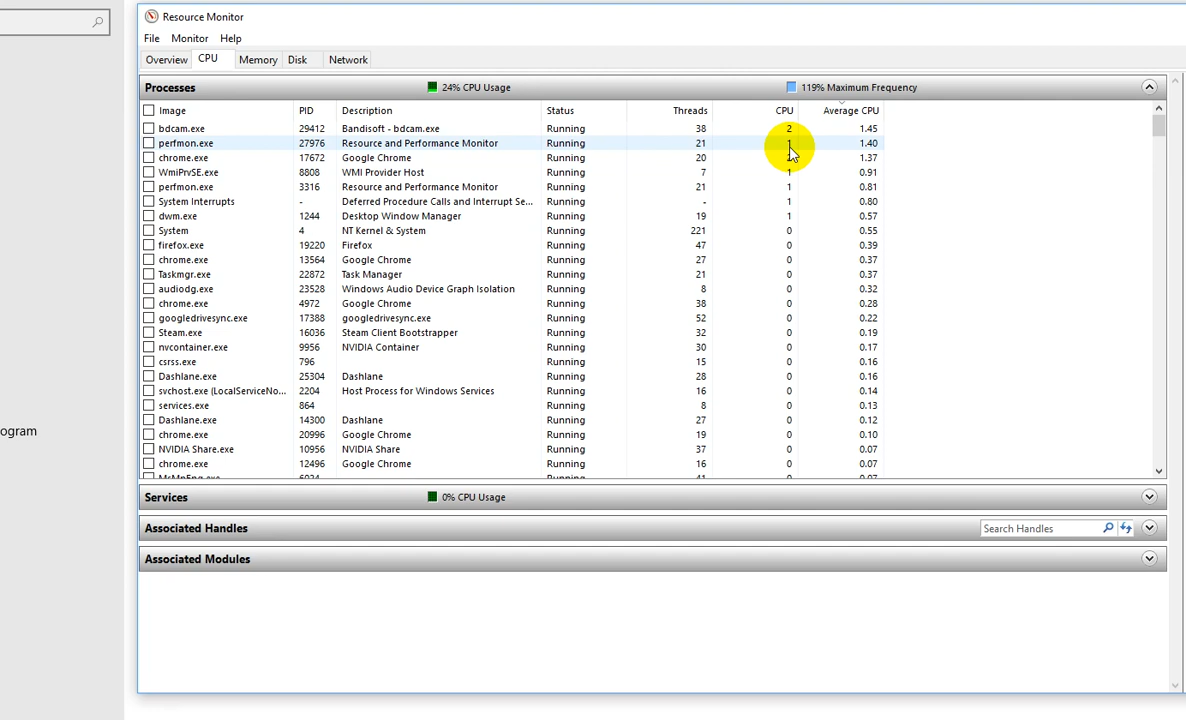 Resource Monitor
File Monitor Help
Overview CPU Memory Disk Network
Processes 24% CPU Usage 119% Maximum Frequency
Image PID Description Status Threads CPU Average CPU
bdcam.exe 29412 Bandisoft - bdcam.exe Running 38 2 1.45
perfmon.exe 27976 Resource and Performance Monitor Running 21 1 1.40
chrome.exe 17672 Google Chrome Running 20 1.37
WmiPrvSE.exe 8808 WMI Provider Host Running 7 1 0.91
perfmon.exe 3316 Resource and Performance Monitor Running 21 1 0.81
System Interrupts - Deferred Procedure Calls and Interrupt Se... Running - 1 0.80
dwm.exe 1244 Desktop Window Manager Running 19 1 0.57
System 4 NT Kernel & System Running 221 0 0.55
firefox.exe 19220 Firefox Running 47 0 0.39
chrome.exe 13564 Google Chrome Running 27 0 0.37
Taskmgr.exe 22872 Task Manager Running 21 0 0.37
audiodg.exe 23528 Windows Audio Device Graph Isolation Running 8 0 0.32
chrome.exe 4972 Google Chrome Running 38 0 0.28
googledrivesync.exe 17388 googledrivesync.exe Running 52 0 0.22
Steam.exe 16036 Steam Client Bootstrapper Running 32 0 0.19
nvcontainer.exe 9956 NVIDIA Container Running 30 0 0.17
csrss.exe 796 Running 15 0 0.16
Dashlane.exe 25304 Dashlane Running 28 0 0.16
svchost.exe (LocalServiceNo... 2204 Host Process for Windows Services Running 16 0 0.14
services.exe 864 Running 8 0 0.13
Dashlane.exe 14300 Dashlane Running 27 0 0.12
ogram
chrome.exe 20996 Google Chrome Running 19 0 0.10
NVIDIA Share.exe 10956 NVIDIA Share Running 37 0 0.07
chrome.exe 12496 Google Chrome Running 16 0 0.07
Services 0% CPU Usage
Associated Handles Search Handles
Associated Modules